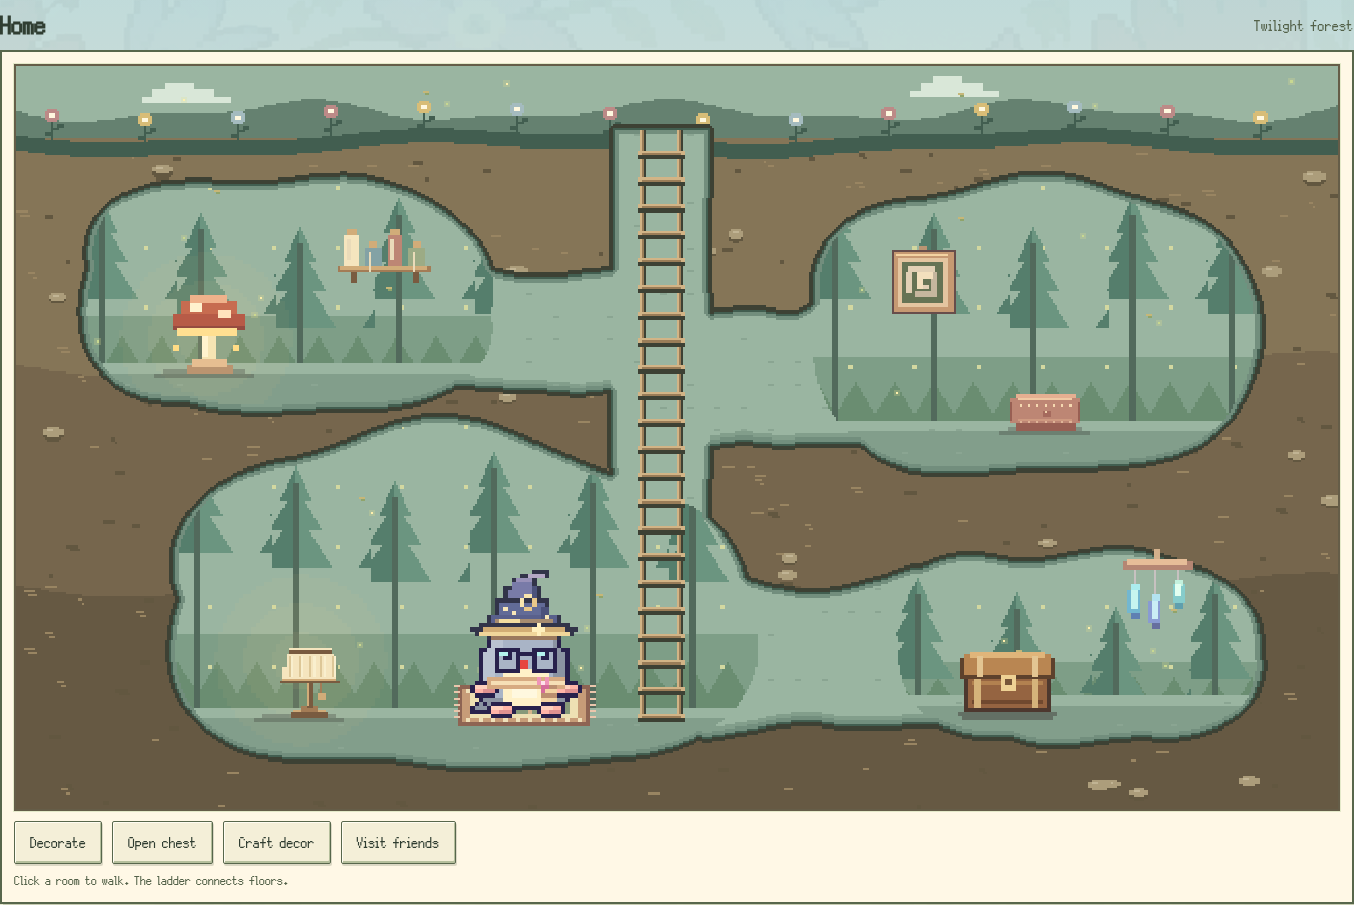 Home
Twilight forest
Decorate
Open chest
Craft decor
Visit friends
Click a room to walk. The ladder connects floors.